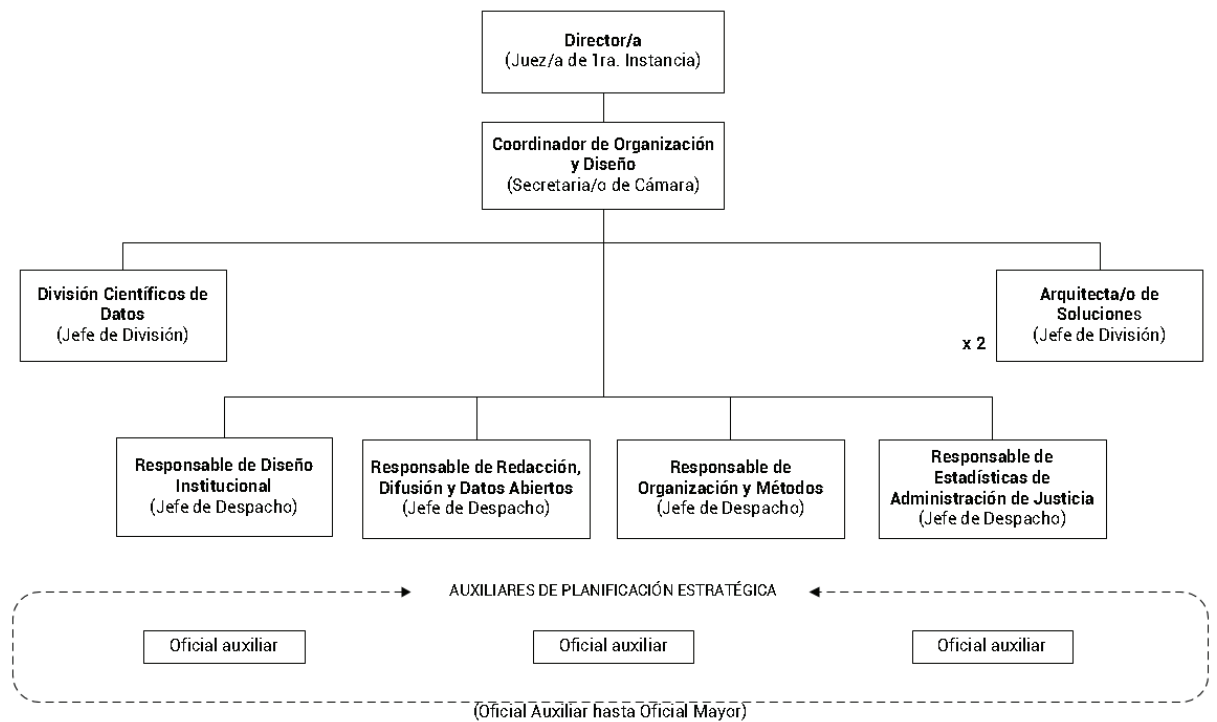 Director/a
(Juez/a de 1ra. Instancia)
Coordinador de Organización
y Diseño
(Secretaria/o de Cámara)
División Científicos de
Datos
(Jefe de División)
x 2
Arquitecta/o de
Soluciones
(Jefe de División)
Responsable de Diseño
Institucional
(Jefe de Despacho)
Responsable de Redacción,
Difusión y Datos Abiertos
(Jefe de Despacho)
Responsable de
Organización y Métodos
(Jefe de Despacho)
Responsable de
Estadísticas de
Administración de Justicia
(Jefe de Despacho)
AUXILIARES DE PLANIFICACIÓN ESTRATÉGICA
Oficial auxiliar
Oficial auxiliar
Oficial auxiliar
(Oficial Auxiliar hasta Oficial Mayor)